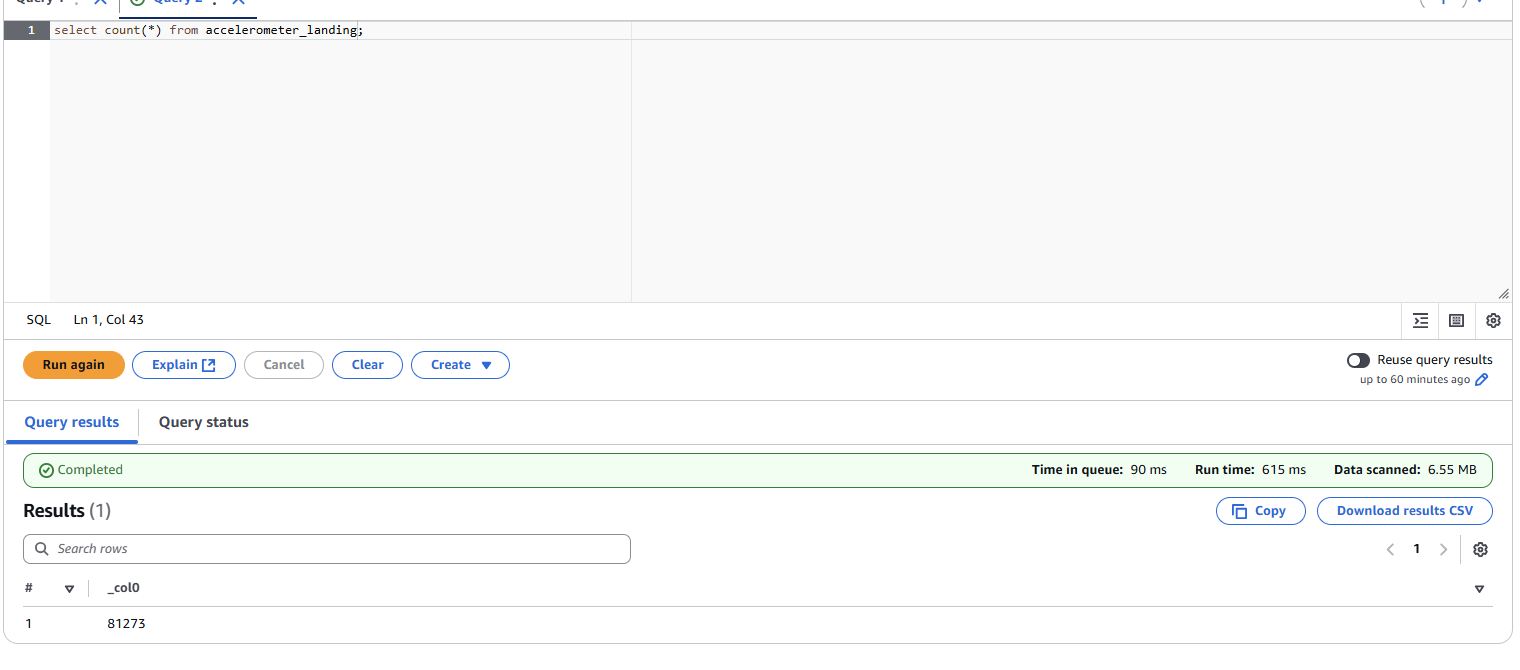 Query 2
1 select count(*) from accelerometer_landing;
SQL Ln 1, Col 43
Run again Explain Cancel Clear Create Reuse query results
up to 60 minutes ago
Query results Query status
Completed Time in queue: 90 ms Run time: 615 ms Data scanned: 6.55 MB
Results (1) Copy Download results CSV
Search rows 1
# _col0
1 81273